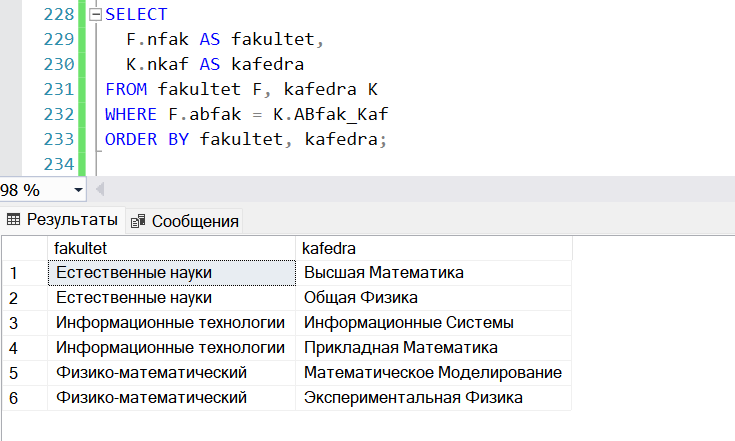 228 SELECT
229 F.nfak AS fakultet,
230 K.nkaf AS kafedra
231 FROM fakultet F, kafedra K
232 WHERE F.abfak = K.ABfak_Kaf
233 ORDER BY fakultet, kafedra;
234
98 %
Результаты Сообщения
fakultet kafedra
1 Естественные науки Высшая Математика
2 Естественные науки Общая Физика
3 Информационные технологии Информационные Системы
4 Информационные технологии Прикладная Математика
5 Физико-математический Математическое Моделирование
6 Физико-математический Экспериментальная Физика